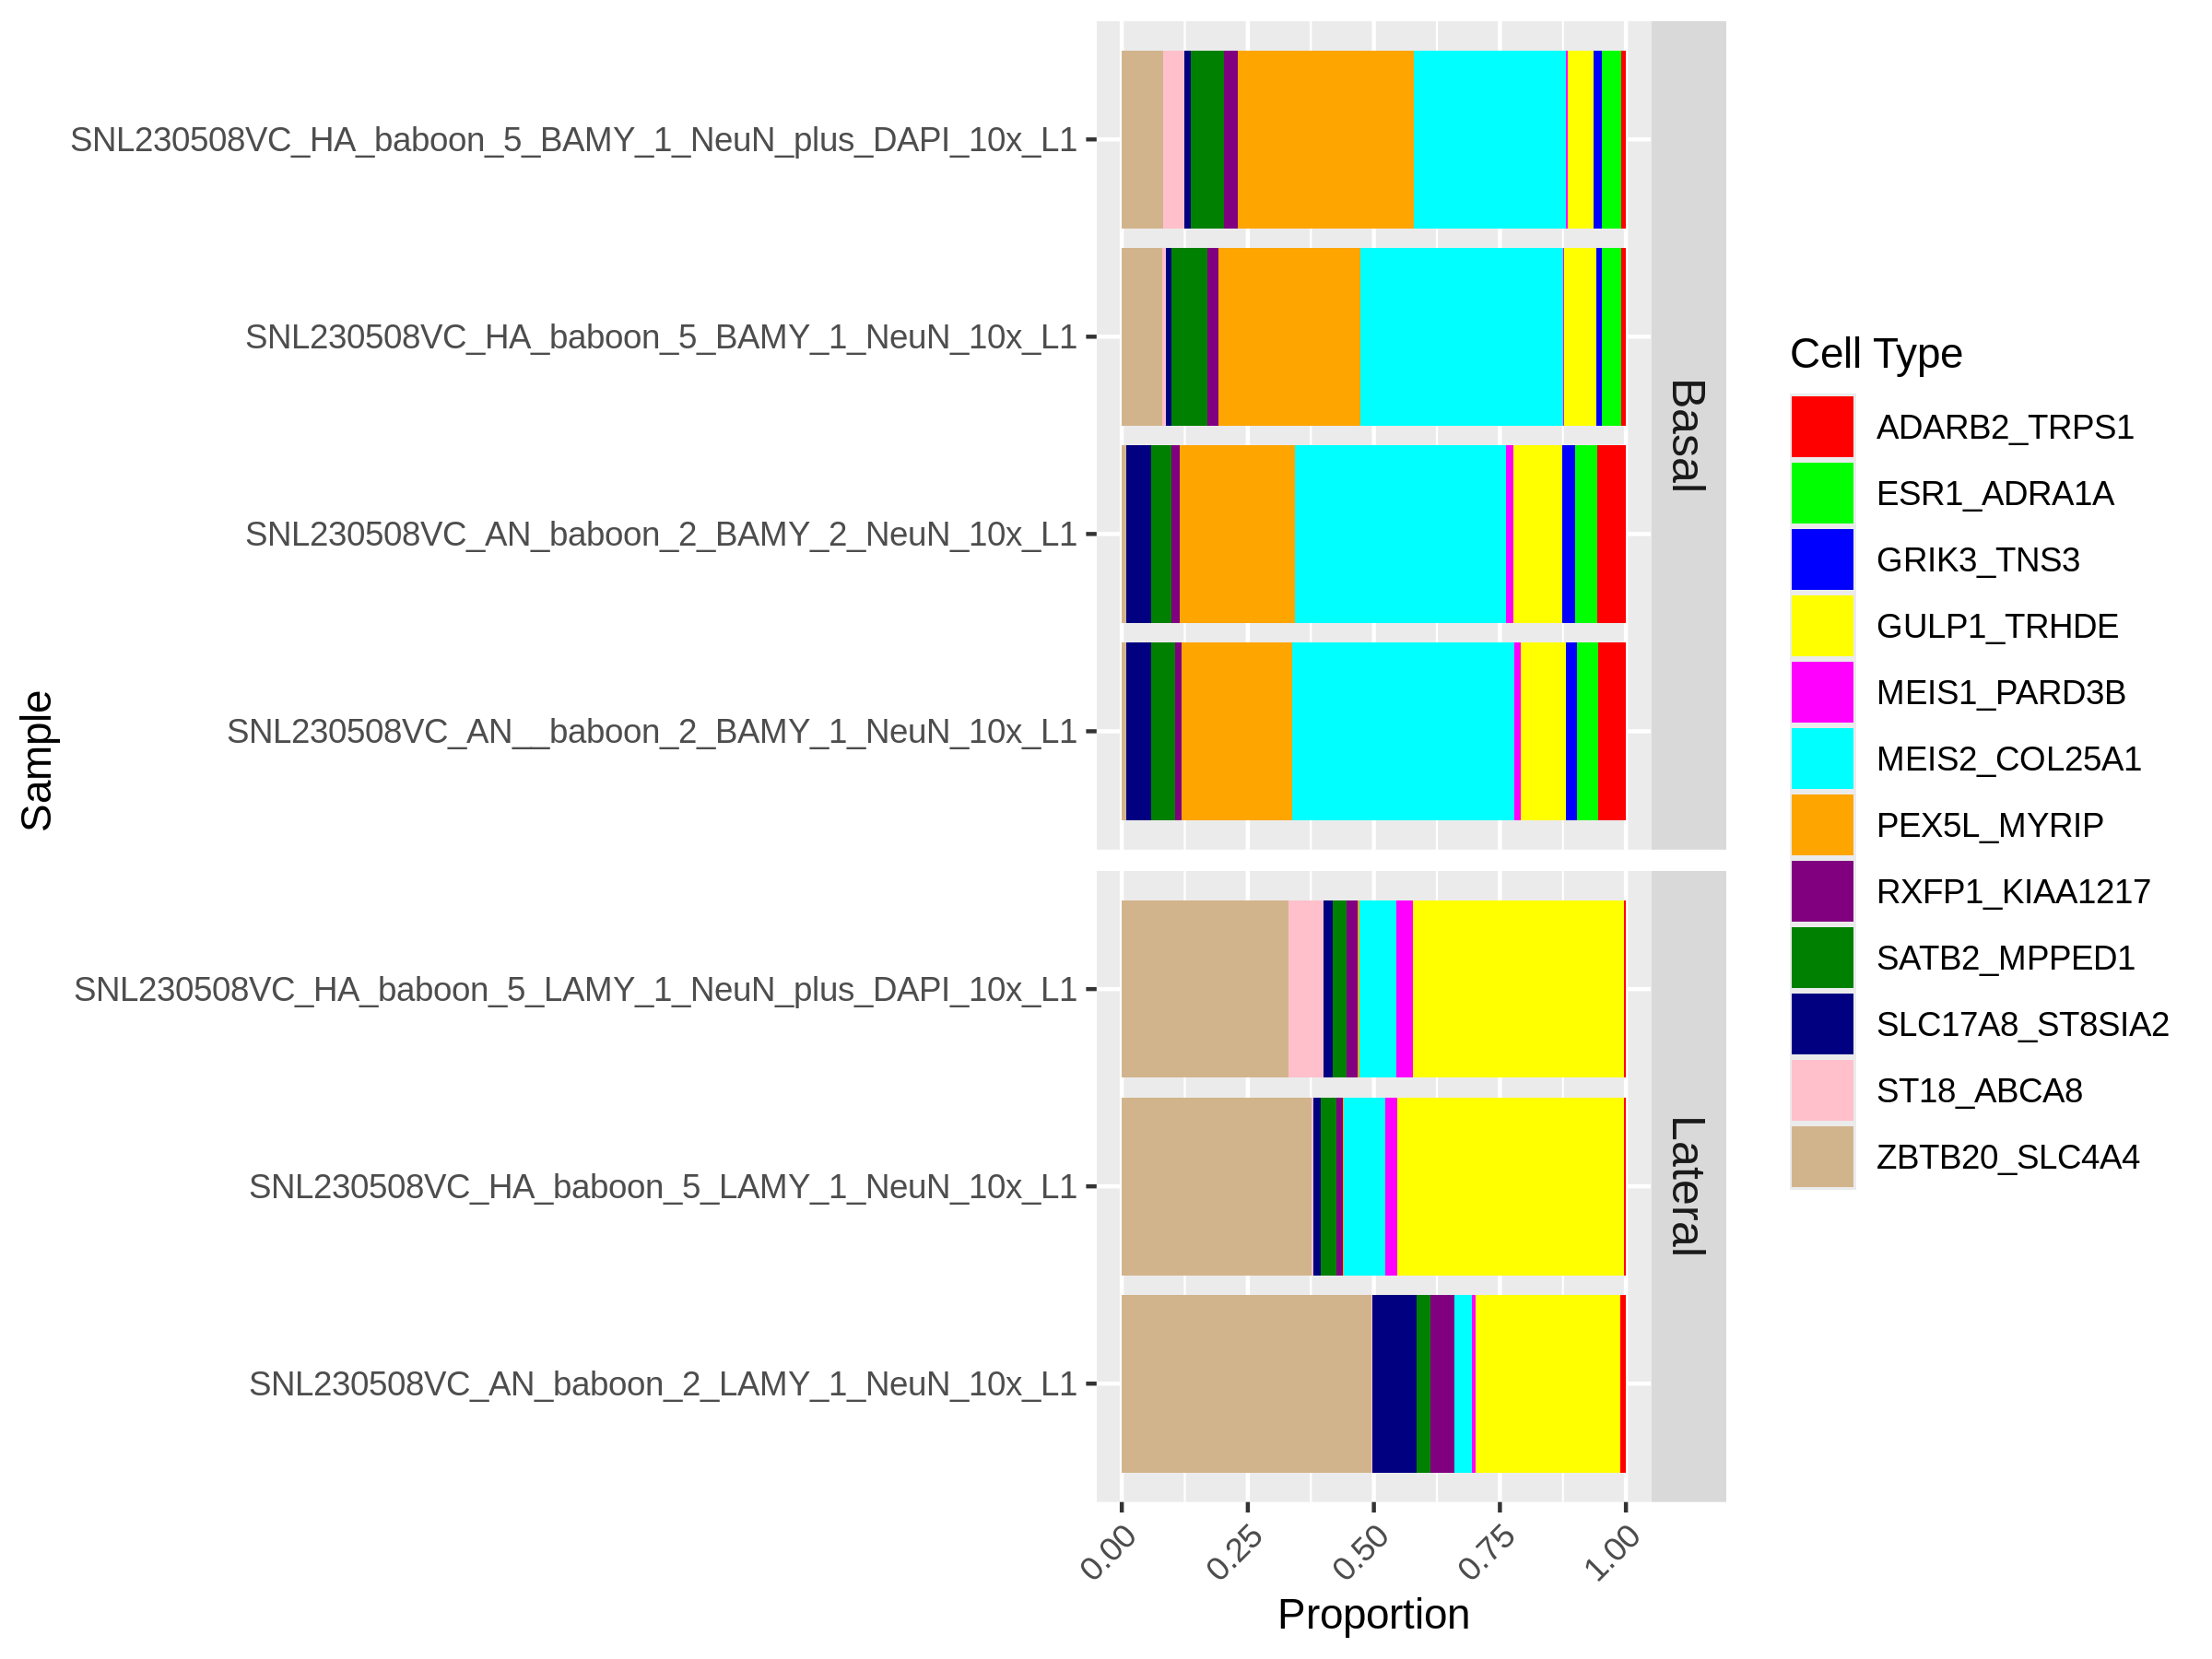 SNL230508VC_HA_baboon_5_BAMY_1_NeuN_plus_DAPI_10x_L1
SNL230508VC_HA_baboon_5_BAMY_1_NeuN_10x_L1
SNL230508VC_AN_baboon_2_BAMY_2_NeuN_10x_L1
SNL230508VC_AN__baboon_2_BAMY_1_NeuN_10x_L1
Basal
SNL230508VC_HA_baboon_5_LAMY_1_NeuN_plus_DAPI_10x_L1
SNL230508VC_HA_baboon_5_LAMY_1_NeuN_10x_L1
SNL230508VC_AN_baboon_2_LAMY_1_NeuN_10x_L1
Lateral
Sample
0.00 0.25 0.50 0.75 1.00
Proportion
Cell Type
ADARB2_TRPS1
ESR1_ADRA1A
GRIK3_TNS3
GULP1_TRHDE
MEIS1_PARD3B
MEIS2_COL25A1
PEX5L_MYRIP
RXFP1_KIAA1217
SATB2_MPPED1
SLC17A8_ST8SIA2
ST18_ABCA8
ZBTB20_SLC4A4